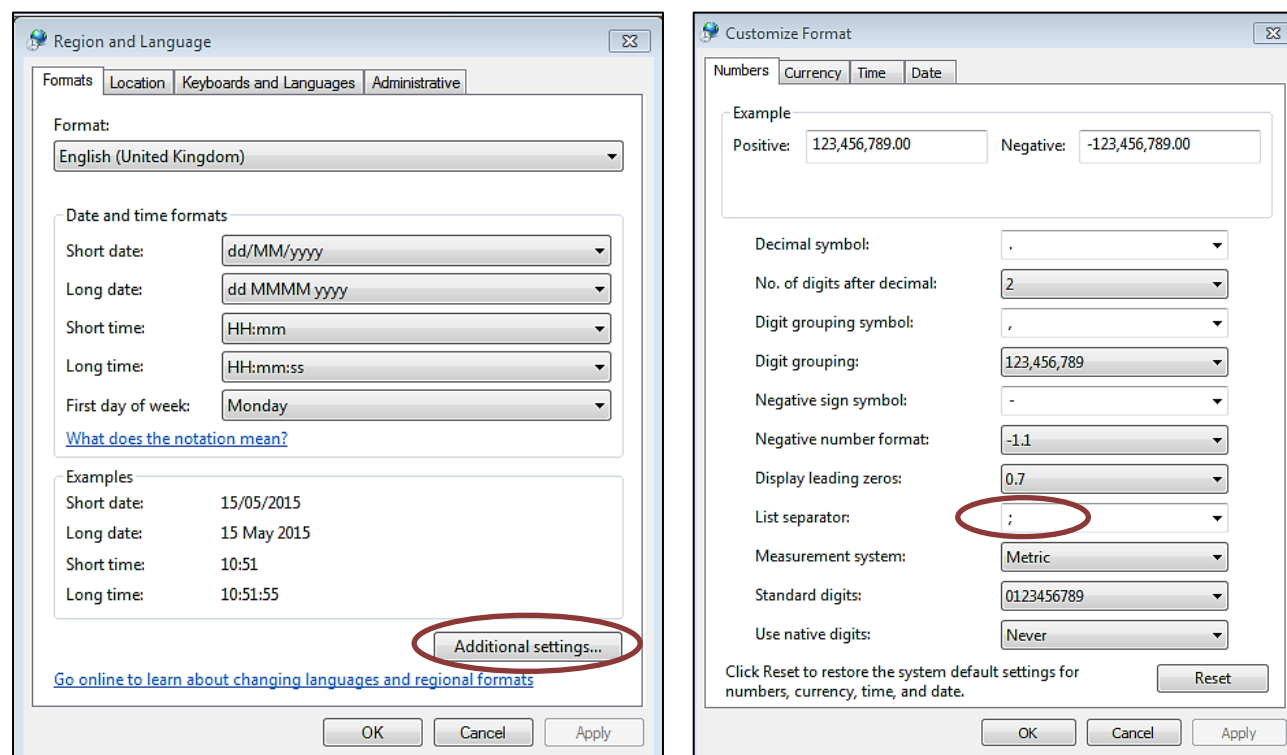 Region and Language
Formats Location Keyboards and Languages Administrative
Format:
English (United Kingdom)
Date and time formats
Short date: dd/MM/yyyy
Long date: dd MMMM yyyy
Short time: HH:mm
Long time: HH:mm:ss
First day of week: Monday
What does the notation mean?
Examples
Short date: 15/05/2015
Long date: 15 May 2015
Short time: 10:51
Long time: 10:51:55
Additional settings...
Go online to learn about changing languages and regional formats
OK Cancel Apply
Customize Format
Numbers Currency Time Date
Example
Positive: 123,456,789.00 Negative: -123,456,789.00
Decimal symbol: .
No. of digits after decimal: 2
Digit grouping symbol: ,
Digit grouping: 123,456,789
Negative sign symbol: -
Negative number format: -1.1
Display leading zeros: 0.7
List separator: ;
Measurement system: Metric
Standard digits: 0123456789
Use native digits: Never
Click Reset to restore the system default settings for
numbers, currency, time, and date.
Reset
OK Cancel Apply